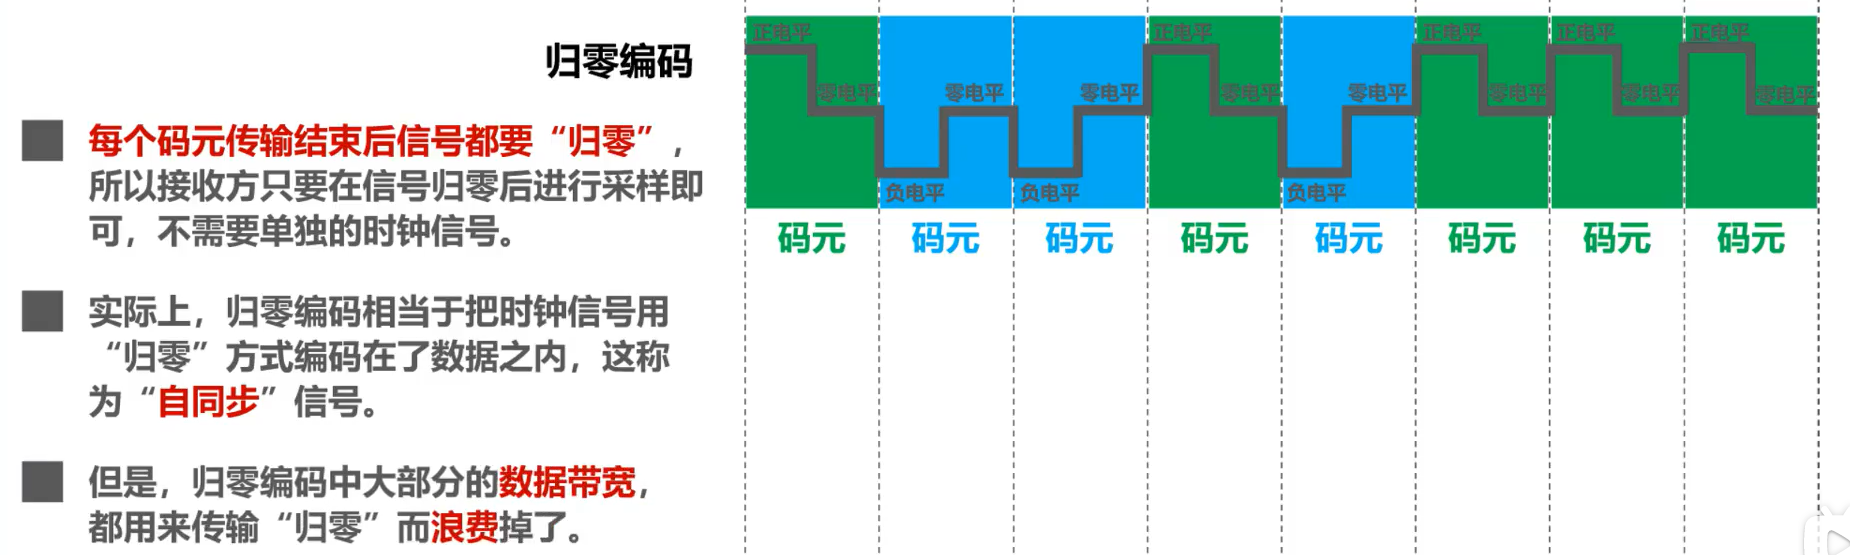 归零编码
每个码元传输结束后信号都要“归零”，
所以接收方只要在信号归零后进行采样即
可，不需要单独的时钟信号。
实际上，归零编码相当于把时钟信号用
“归零”方式编码在了数据之内，这称
为“自同步”信号。
但是，归零编码中大部分的数据带宽，
都用来传输“归零”而浪费掉了。
正电平 正电平 正电平 正电平 正电平
零电平 零电平 零电平 零电平 零电平 零电平 零电平 零电平
负电平 负电平 负电平
码元 码元 码元 码元 码元 码元 码元 码元